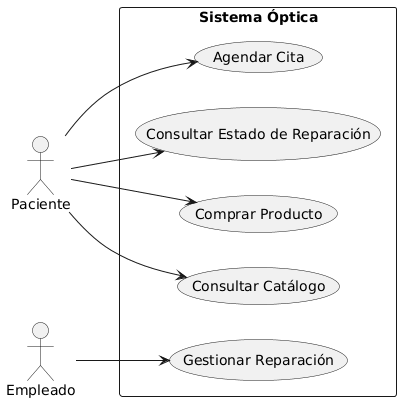 Sistema Óptica
Agendar Cita
Consultar Estado de Reparación
Paciente
Comprar Producto
Consultar Catálogo
Gestionar Reparación
Empleado